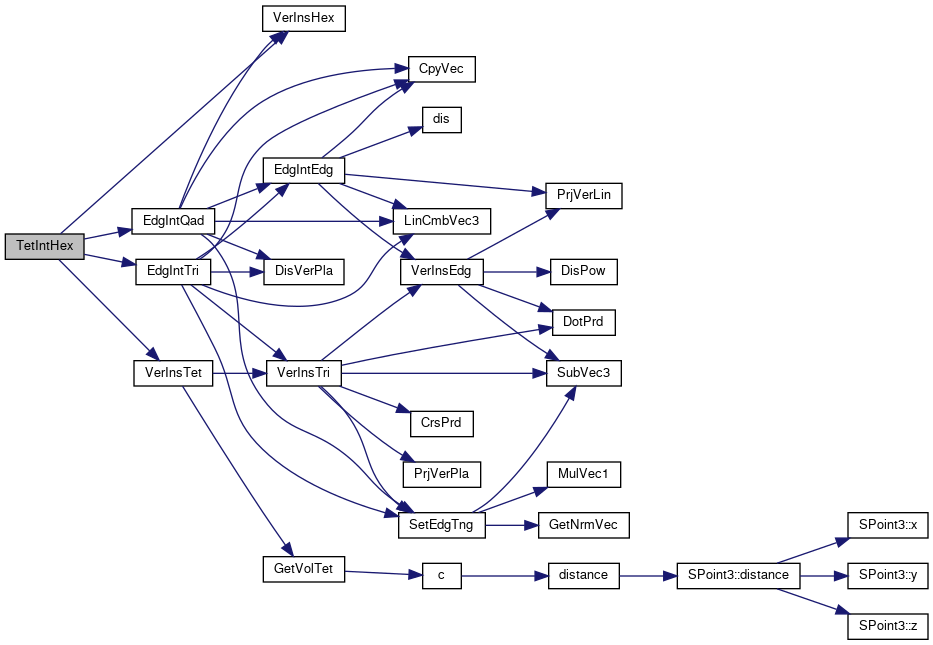 VerInsHex
CpyVec
dis
EdgIntEdg
PrjVerLin
EdgIntQad
LinCmbVec3
TetIntHex
EdgIntTri
DisVerPla
VerInsEdg
DisPow
DotPrd
VerInsTet
VerInsTri
SubVec3
CrsPrd
PrjVerPla
MulVec1
SetEdgTng
GetNrmVec
SPoint3::x
GetVolTet
c
distance
SPoint3::distance
SPoint3::y
SPoint3::z